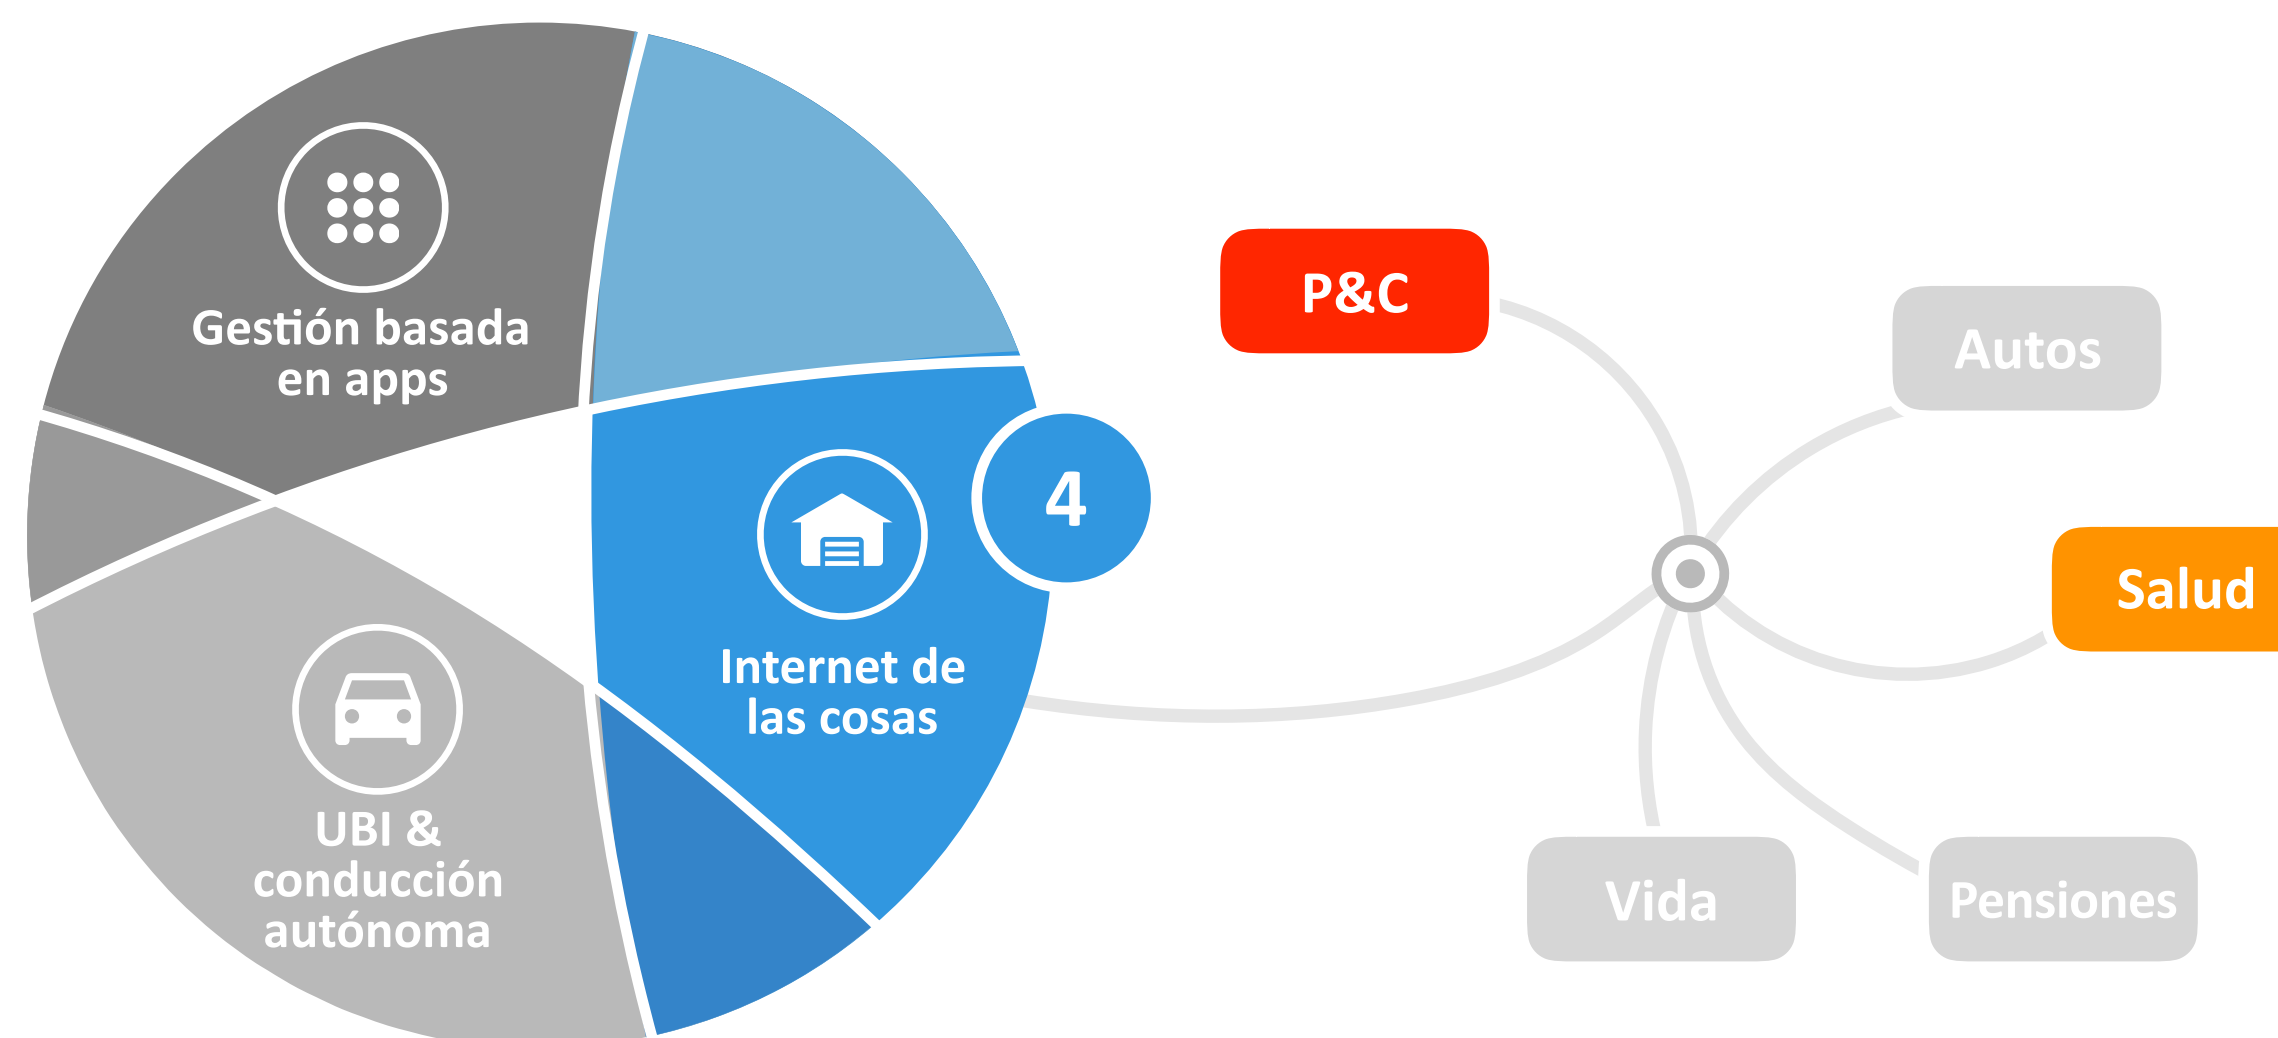 Gestión basada
en apps
UBI &
conducción
autónoma
Internet de
las cosas
4
P&C
Autos
Salud
Vida
Pensiones